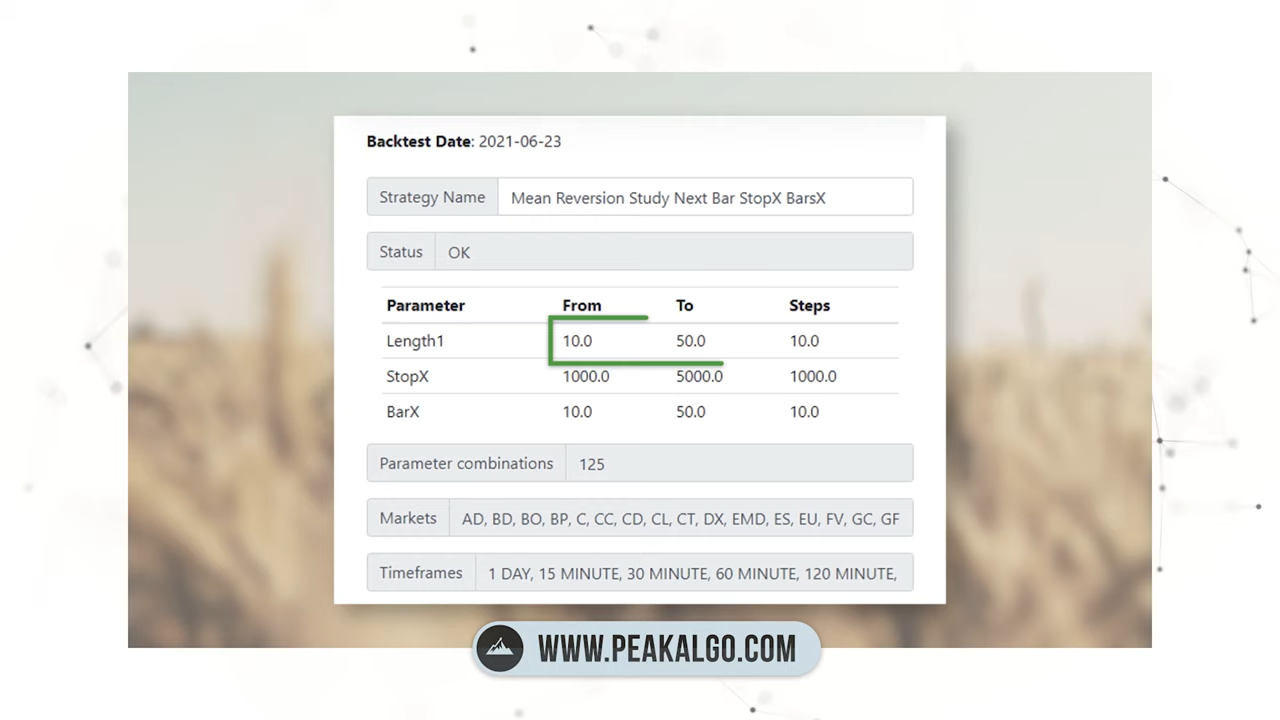 Backtest Date: 2021-06-23
Strategy Name Mean Reversion Study Next Bar StopX BarsX
Status OK
Parameter From To Steps
Length1 10.0 50.0 10.0
StopX 1000.0 5000.0 1000.0
BarX 10.0 50.0 10.0
Parameter combinations 125
Markets AD, BD, BO, BP, C, CC, CD, CL, CT, DX, EMD, ES, EU, FV, GC, GF
Timeframes 1 DAY, 15 MINUTE, 30 MINUTE, 60 MINUTE, 120 MINUTE,
WWW.PEAKALGO.COM